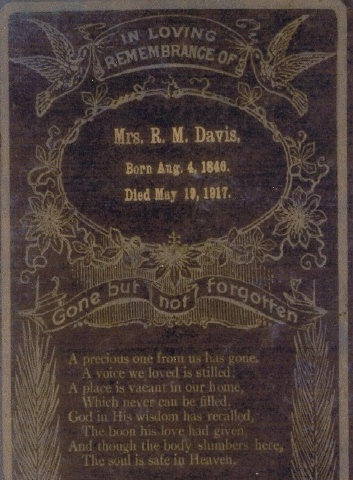 IN LOVING
REMEMBRANCE OF
Mrs. R. M. Davis,
Born Aug. 4, 1846.
Died May 19, 1917.
Gone but not forgotten
A precious one from us has gone.
A voice we loved is stilled;
A place is vacant in our home,
Which never can be filled.
God in His wisdom has recalled,
The boon his love had given,
And though the body slumbers here,
The soul is safe in Heaven.